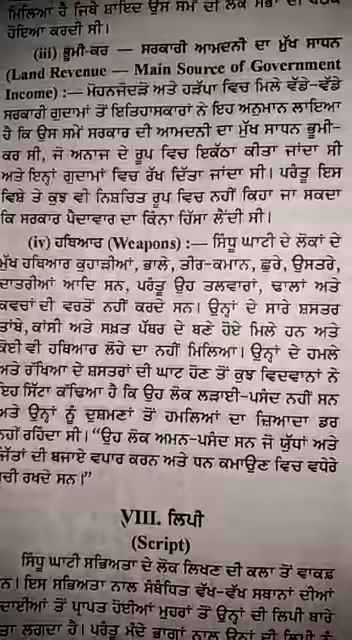 ਮਿਲਿਆ ਹੈ ਜਿਥੇ ਸ਼ਾਇਦ ਉਸ ਸਮੇਂ ਦੀ ਲੋਕ ਸਭਾ ਦੀ
ਹੋਇਆ ਕਰਦੀ ਸੀ।
(iii) ਭੂਮੀ-ਕਰ — ਸਰਕਾਰੀ ਆਮਦਨੀ ਦਾ ਮੁੱਖ ਸਾਧਨ
(Land Revenue — Main Source of Government
Income) :— ਮੋਹਨਜੋਦੜੋ ਅਤੇ ਹੜੱਪਾ ਵਿਚ ਮਿਲੇ ਵੱਡੇ-ਵੱਡੇ
ਸਰਕਾਰੀ ਗੁਦਾਮਾਂ ਤੋਂ ਇਤਿਹਾਸਕਾਰਾਂ ਨੇ ਇਹ ਅਨੁਮਾਨ ਲਾਇਆ
ਹੈ ਕਿ ਉਸ ਸਮੇਂ ਸਰਕਾਰ ਦੀ ਆਮਦਨੀ ਦਾ ਮੁੱਖ ਸਾਧਨ ਭੂਮੀ-
ਕਰ ਸੀ, ਜੋ ਅਨਾਜ ਦੇ ਰੂਪ ਵਿਚ ਇਕੱਠਾ ਕੀਤਾ ਜਾਂਦਾ ਸੀ
ਅਤੇ ਇਨ੍ਹਾਂ ਗੁਦਾਮਾਂ ਵਿਚ ਰੱਖ ਦਿੱਤਾ ਜਾਂਦਾ ਸੀ। ਪਰੰਤੂ ਇਸ
ਵਿਸ਼ੇ ਤੇ ਕੁਝ ਵੀ ਨਿਸ਼ਚਿਤ ਰੂਪ ਵਿਚ ਨਹੀਂ ਕਿਹਾ ਜਾ ਸਕਦਾ
ਕਿ ਸਰਕਾਰ ਪੈਦਾਵਾਰ ਦਾ ਕਿੰਨਾ ਹਿੱਸਾ ਲੈਂਦੀ ਸੀ।
(iv) ਹਥਿਆਰ (Weapons) :— ਸਿੰਧੂ ਘਾਟੀ ਦੇ ਲੋਕਾਂ ਦੇ
ਮੁੱਖ ਹਥਿਆਰ ਕੁਹਾੜੀਆਂ, ਭਾਲੇ, ਤੀਰ-ਕਮਾਨ, ਛੁਰੇ, ਉਸਤਰੇ,
ਦਾਤਰੀਆਂ ਆਦਿ ਸਨ, ਪਰੰਤੂ ਉਹ ਤਲਵਾਰਾਂ, ਢਾਲਾਂ ਅਤੇ
ਕਵਚਾਂ ਦੀ ਵਰਤੋਂ ਨਹੀਂ ਕਰਦੇ ਸਨ। ਉਨ੍ਹਾਂ ਦੇ ਸਾਰੇ ਸ਼ਸਤਰ
ਤਾਂਬੇ, ਕਾਂਸੀ ਅਤੇ ਸਖ਼ਤ ਪੱਥਰ ਦੇ ਬਣੇ ਹੋਏ ਮਿਲੇ ਹਨ ਅਤੇ
ਕੋਈ ਵੀ ਹਥਿਆਰ ਲੋਹੇ ਦਾ ਨਹੀਂ ਮਿਲਿਆ। ਉਨ੍ਹਾਂ ਦੇ ਹਮਲੇ
ਅਤੇ ਰੱਖਿਆ ਦੇ ਸ਼ਸਤਰਾਂ ਦੀ ਘਾਟ ਹੋਣ ਤੋਂ ਕੁਝ ਵਿਦਵਾਨਾਂ ਨੇ
ਇਹ ਸਿੱਟਾ ਕੱਢਿਆ ਹੈ ਕਿ ਉਹ ਲੋਕ ਲੜਾਈ-ਪਸੰਦ ਨਹੀਂ ਸਨ
ਅਤੇ ਉਨ੍ਹਾਂ ਨੂੰ ਦੁਸ਼ਮਣਾਂ ਤੋਂ ਹਮਲਿਆਂ ਦਾ ਜ਼ਿਆਦਾ ਡਰ
ਨਹੀਂ ਰਹਿੰਦਾ ਸੀ। “ਉਹ ਲੋਕ ਅਮਨ-ਪਸੰਦ ਸਨ ਜੋ ਯੁੱਧਾਂ ਅਤੇ
ਜਿੱਤਾਂ ਦੀ ਬਜਾਏ ਵਪਾਰ ਕਰਨ ਅਤੇ ਧਨ ਕਮਾਉਣ ਵਿਚ ਵਧੇਰੇ
ਰੁਚੀ ਰਖਦੇ ਸਨ।”
VIII. ਲਿਪੀ
(Script)
ਸਿੰਧੂ ਘਾਟੀ ਸਭਿਅਤਾ ਦੇ ਲੋਕ ਲਿਖਣ ਦੀ ਕਲਾ ਤੋਂ ਵਾਕਫ਼
ਨ। ਇਸ ਸਭਿਅਤਾ ਨਾਲ ਸੰਬੰਧਿਤ ਵੱਖ-ਵੱਖ ਸਥਾਨਾਂ ਦੀਆਂ
ਦਾਈਆਂ ਤੋਂ ਪ੍ਰਾਪਤ ਹੋਈਆਂ ਮੁਹਰਾਂ ਤੋਂ ਉਨ੍ਹਾਂ ਦੀ ਲਿਪੀ ਬਾਰੇ
ਤਾ ਲਗਦਾ ਹੈ। ਪਰੰਤੂ ਮੰਦੇ ਭਾਗਾਂ ਨਾਲ ਉਨ੍ਹਾਂ ਦੀ ਲਿਪੀ ਨੂੰ